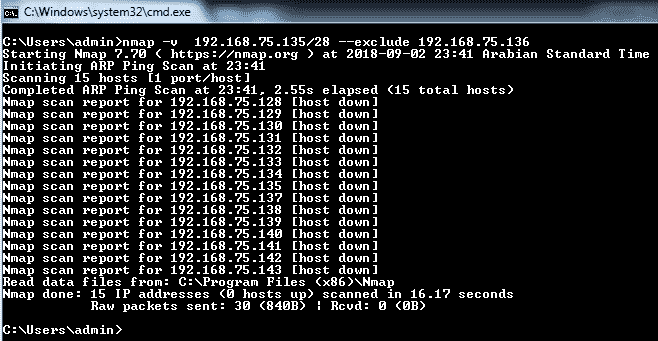 C:\Windows\system32\cmd.exe
C:\Users\admin>nmap -v  192.168.75.135/28 --exclude 192.168.75.136
Starting Nmap 7.70 ( https://nmap.org ) at 2018-09-02 23:41 Arabian Standard Time
Initiating ARP Ping Scan at 23:41
Scanning 15 hosts [1 port/host]
Completed ARP Ping Scan at 23:41, 2.55s elapsed (15 total hosts)
Nmap scan report for 192.168.75.128 [host down]
Nmap scan report for 192.168.75.129 [host down]
Nmap scan report for 192.168.75.130 [host down]
Nmap scan report for 192.168.75.131 [host down]
Nmap scan report for 192.168.75.132 [host down]
Nmap scan report for 192.168.75.133 [host down]
Nmap scan report for 192.168.75.134 [host down]
Nmap scan report for 192.168.75.135 [host down]
Nmap scan report for 192.168.75.137 [host down]
Nmap scan report for 192.168.75.138 [host down]
Nmap scan report for 192.168.75.139 [host down]
Nmap scan report for 192.168.75.140 [host down]
Nmap scan report for 192.168.75.141 [host down]
Nmap scan report for 192.168.75.142 [host down]
Nmap scan report for 192.168.75.143 [host down]
Read data files from: C:\Program Files (x86)\Nmap
Nmap done: 15 IP addresses (0 hosts up) scanned in 16.17 seconds
           Raw packets sent: 30 (840B) | Rcvd: 0 (0B)
C:\Users\admin>